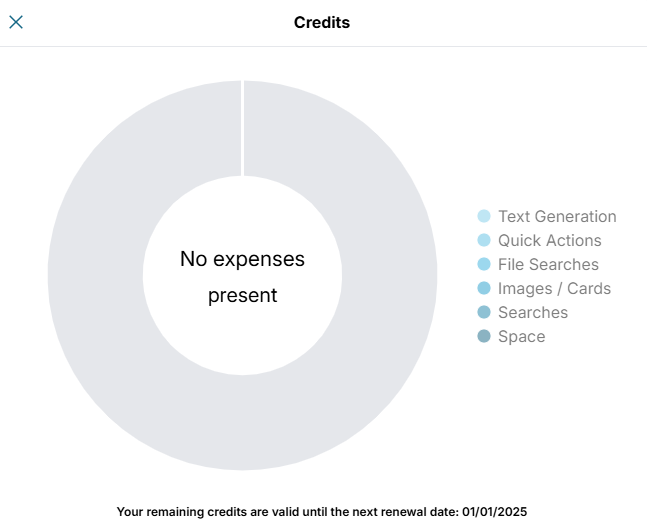 Credits
No expenses
present
Text Generation
Quick Actions
File Searches
Images / Cards
Searches
Space
Your remaining credits are valid until the next renewal date: 01/01/2025